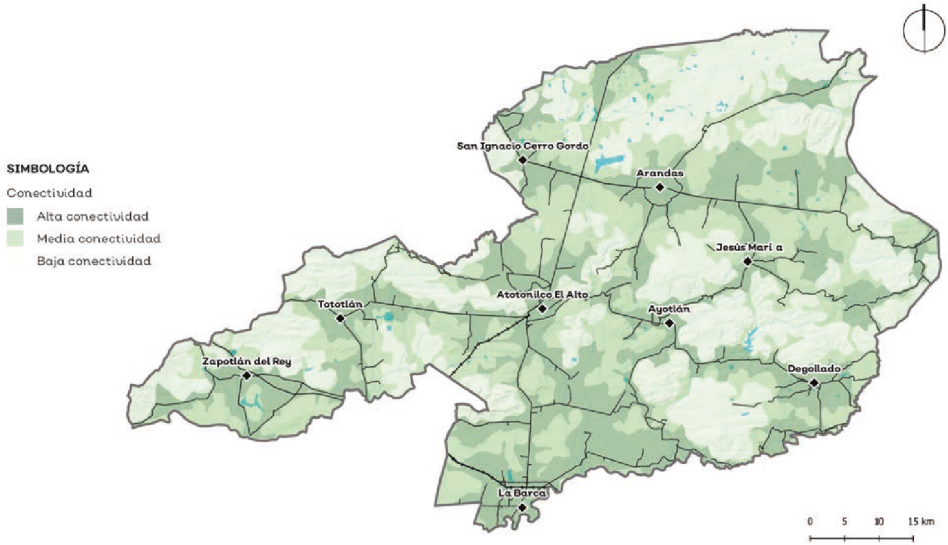 SIMBOLOGÍA
Conectividad
Alta conectividad
Media conectividad
Baja conectividad
San Ignacio Cerro Gordo
Arandas
Jesús Marí a
Atotonilco El Alto
Ayotlán
Tototlán
Zapotlán del Rey
Degollado
La Barca
0 5 10 15 km